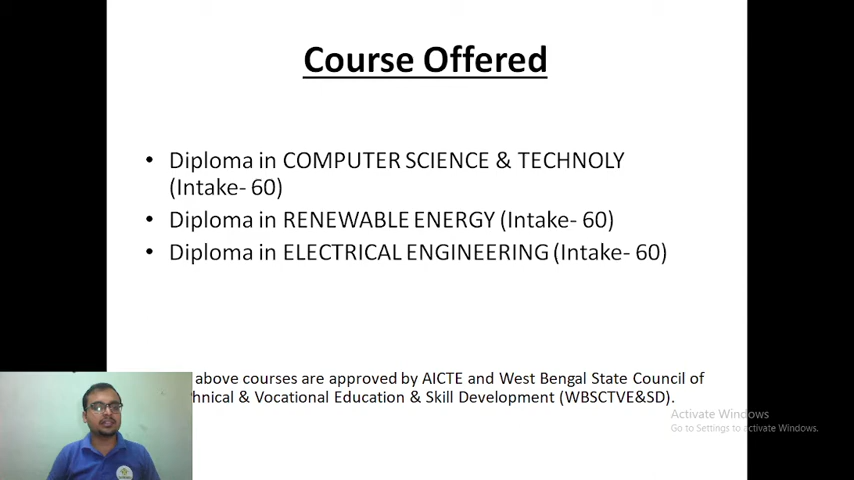 Course Offered
• Diploma in COMPUTER SCIENCE & TECHNOLY
(Intake- 60)
• Diploma in RENEWABLE ENERGY (Intake- 60)
• Diploma in ELECTRICAL ENGINEERING (Intake- 60)
above courses are approved by AICTE and West Bengal State Council of
& Vocational Education & Skill Development (WBSCTVE&SD).
Activate Windows
Go to Settings to activate Windows.